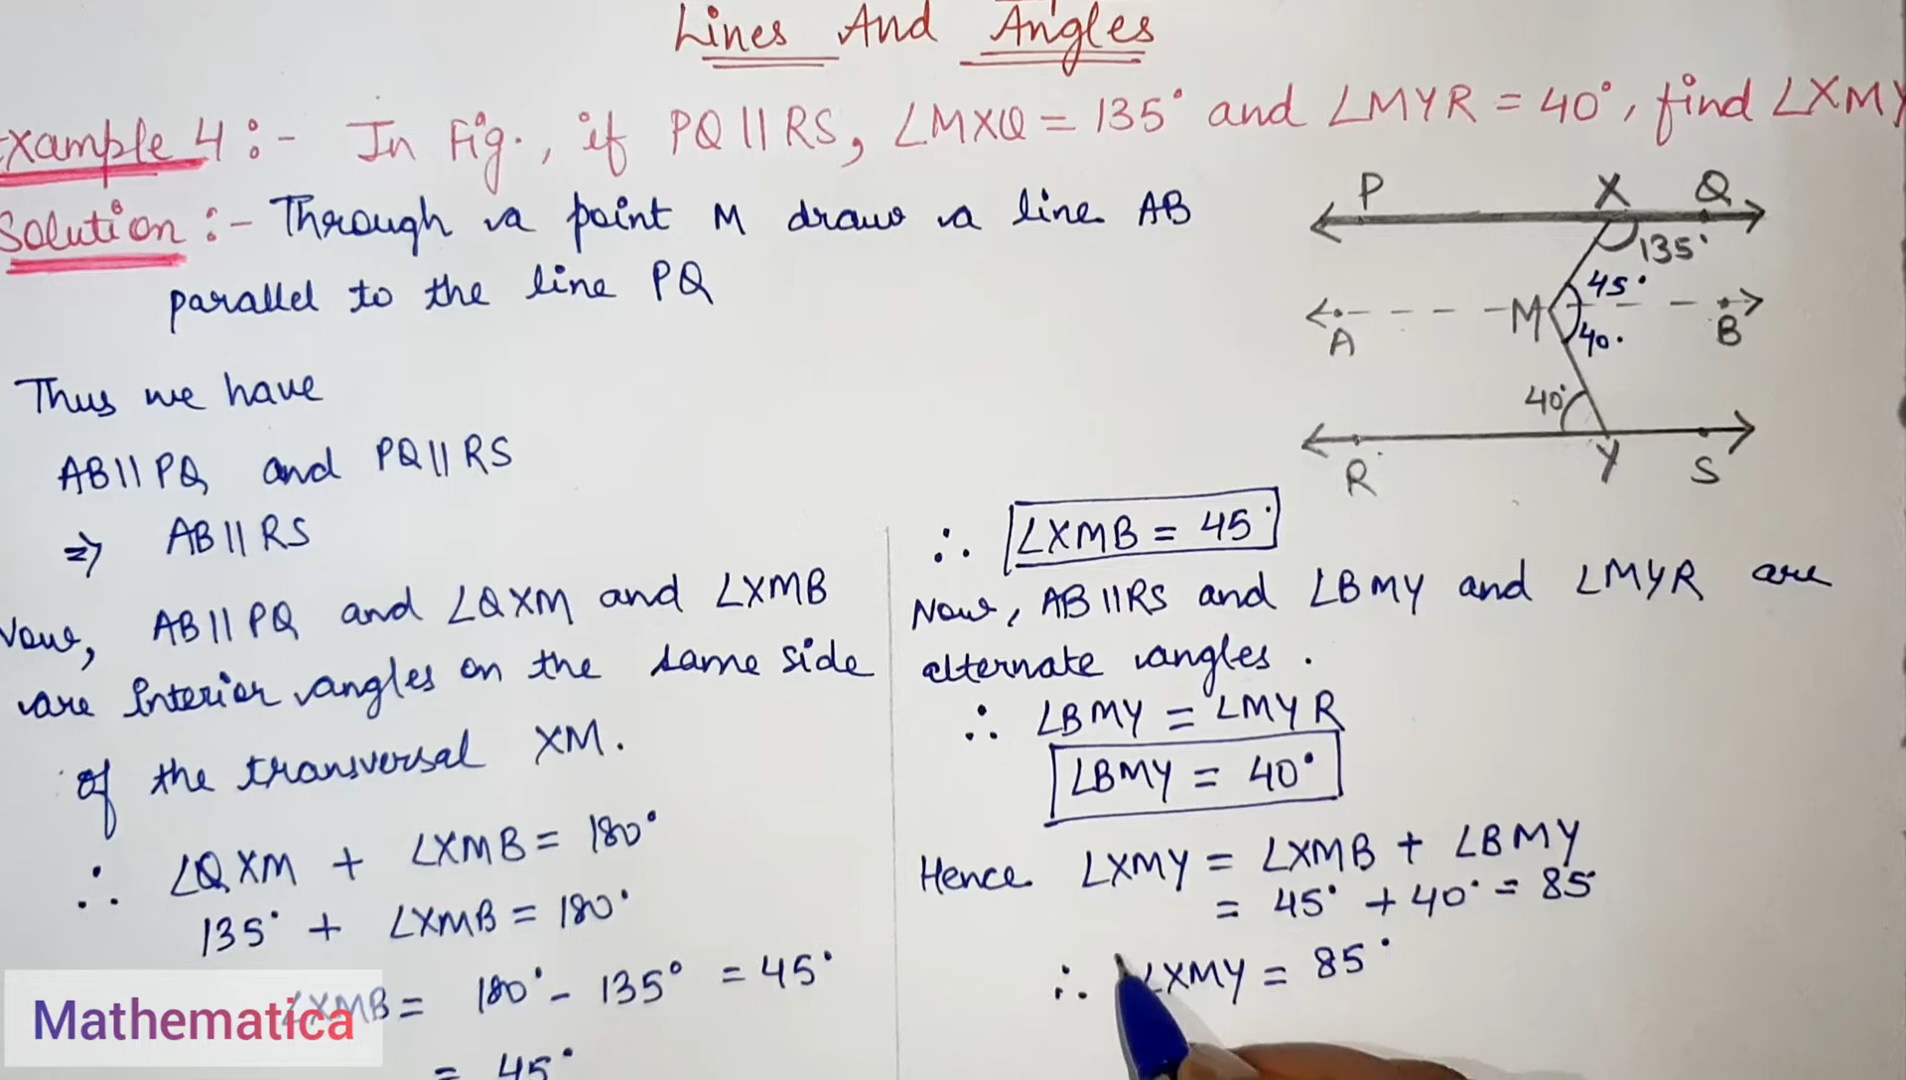 Lines And Angles
Example 4 :- In Fig., if PQ || RS, ∠MXQ = 135° and ∠MYR = 40°, find ∠XMY
Solution :- Through a point M draw a line AB
parallel to the line PQ
Thus we have
AB || PQ and PQ || RS
⇒ AB || RS
Now, AB || PQ and ∠QXM and ∠XMB
are Interior angles on the same side
of the transversal XM.
∴ ∠QXM + ∠XMB = 180°
135° + ∠XMB = 180°
∠XMB = 180° - 135° = 45°
= 45°
P X Q
135°
45°
A M B
40°
40°
R Y S
∴ ∠XMB = 45°
Now, AB || RS and ∠BMY and ∠MYR are
alternate angles.
∴ ∠BMY = ∠MYR
∠BMY = 40°
Hence ∠XMY = ∠XMB + ∠BMY
= 45° + 40° = 85°
∴ ∠XMY = 85°
Mathematica